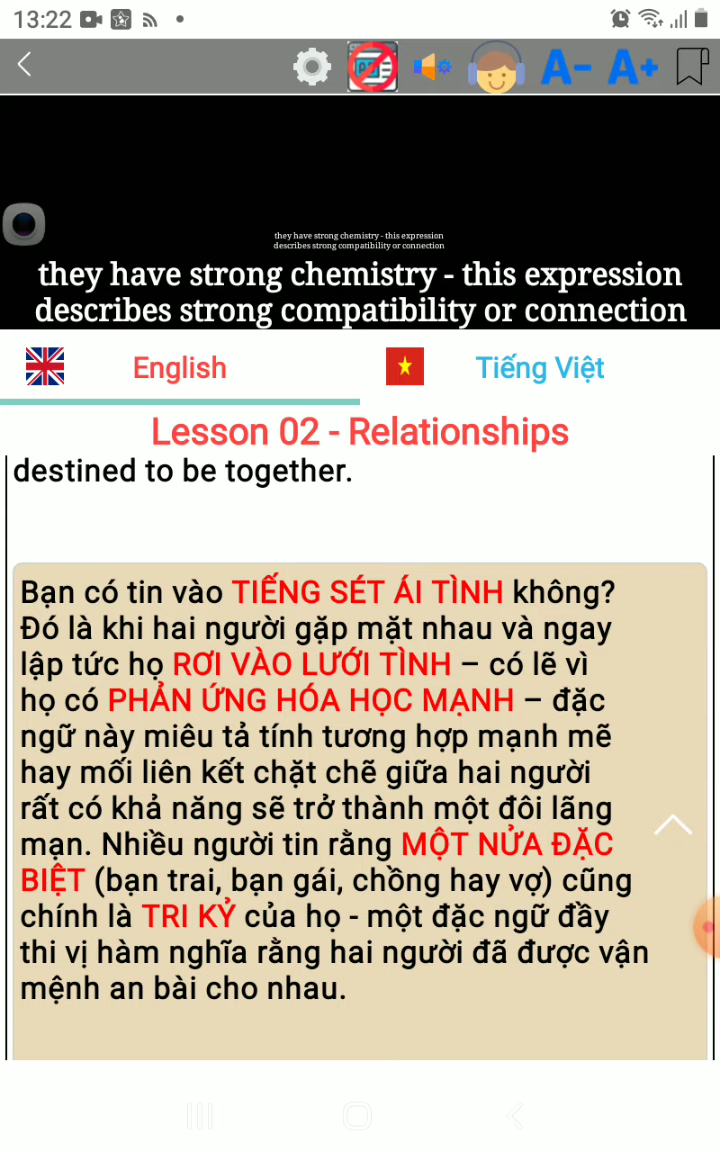 13:22
A- A+
they have strong chemistry - this expression
describes strong compatibility or connection
they have strong chemistry - this expression
describes strong compatibility or connection
English
Tiếng Việt
Lesson 02 - Relationships
destined to be together.
Bạn có tin vào TIẾNG SÉT ÁI TÌNH không?
Đó là khi hai người gặp mặt nhau và ngay
lập tức họ RƠI VÀO LƯỚI TÌNH – có lẽ vì
họ có PHẢN ỨNG HÓA HỌC MẠNH – đặc
ngữ này miêu tả tính tương hợp mạnh mẽ
hay mối liên kết chặt chẽ giữa hai người
rất có khả năng sẽ trở thành một đôi lãng
mạn. Nhiều người tin rằng MỘT NỬA ĐẶC
BIỆT (bạn trai, bạn gái, chồng hay vợ) cũng
chính là TRI KỶ của họ - một đặc ngữ đầy
thi vị hàm nghĩa rằng hai người đã được vận
mệnh an bài cho nhau.